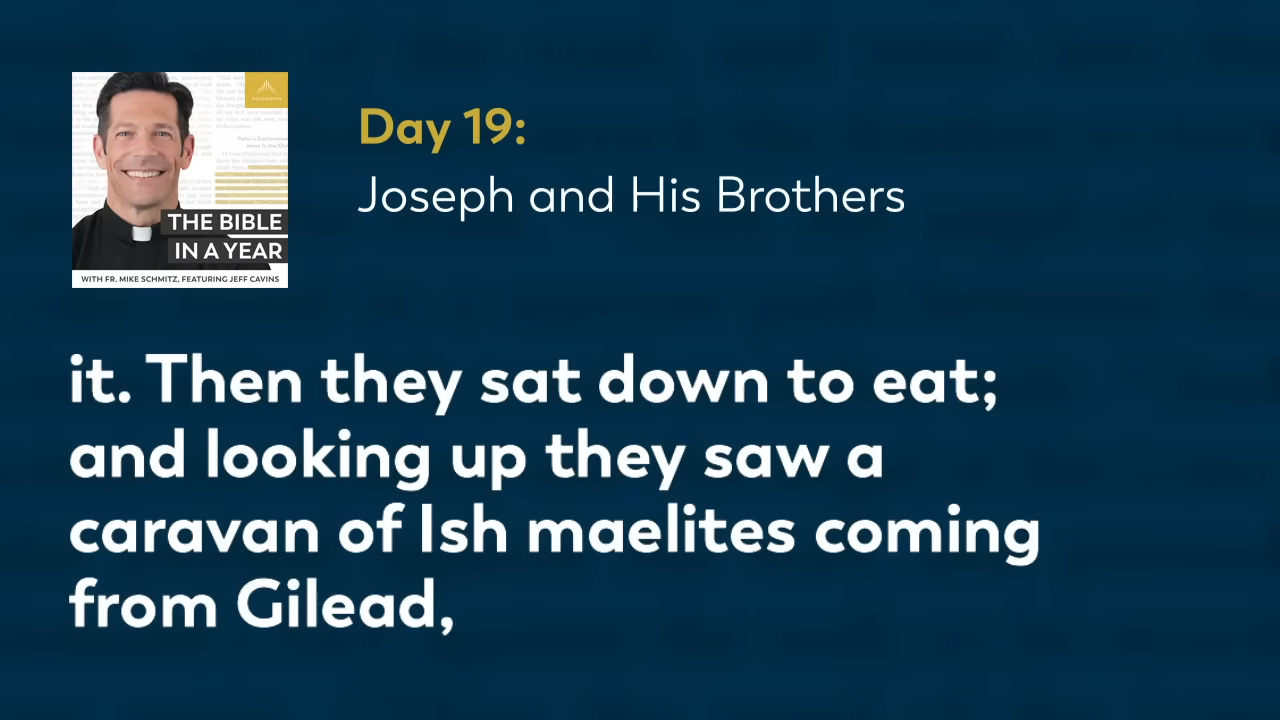 Day 19:
Joseph and His Brothers
THE BIBLE
IN A YEAR
WITH FR. MIKE SCHMITZ, FEATURING JEFF CAVINS
it. Then they sat down to eat;
and looking up they saw a
caravan of Ish maelites coming
from Gilead,